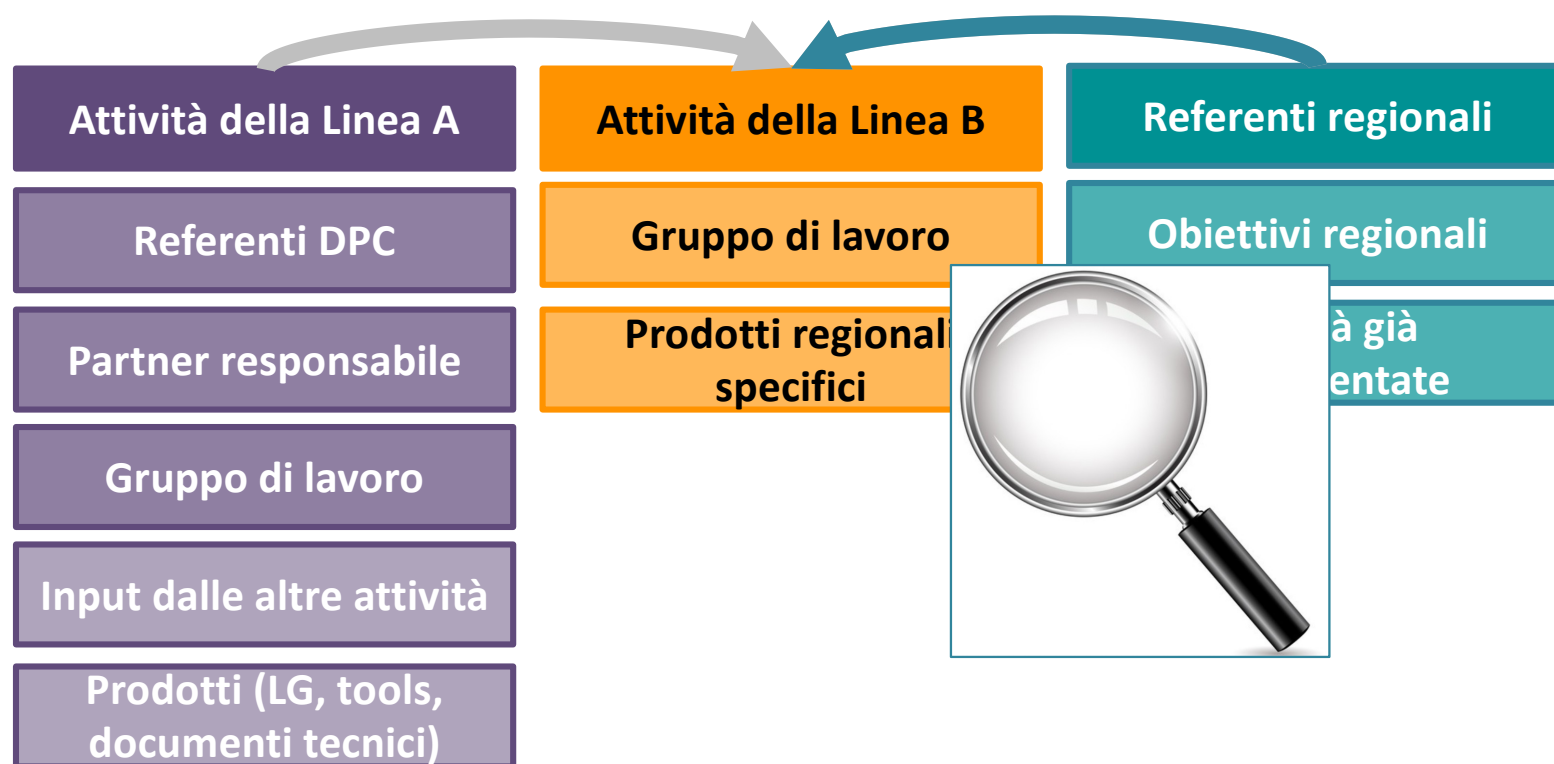 Attività della Linea A
Referenti DPC
Partner responsabile
Gruppo di lavoro
Input dalle altre attività
Prodotti (LG, tools,
documenti tecnici)
Attività della Linea B
Gruppo di lavoro
Prodotti regionali
specifici
Referenti regionali
Obiettivi regionali
già